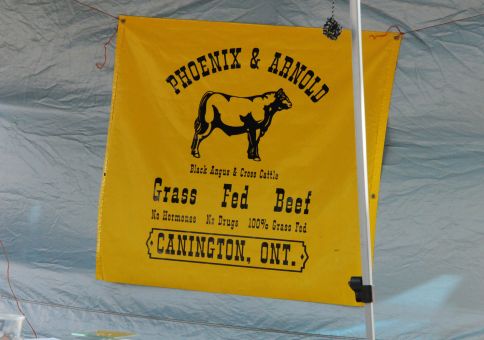 PHOENIX & ARNOLD
Black Angus & Cross Cattle
Grass Fed Beef
No Hormones No Drugs 100% Grass Fed
CANINGTON, ONT.